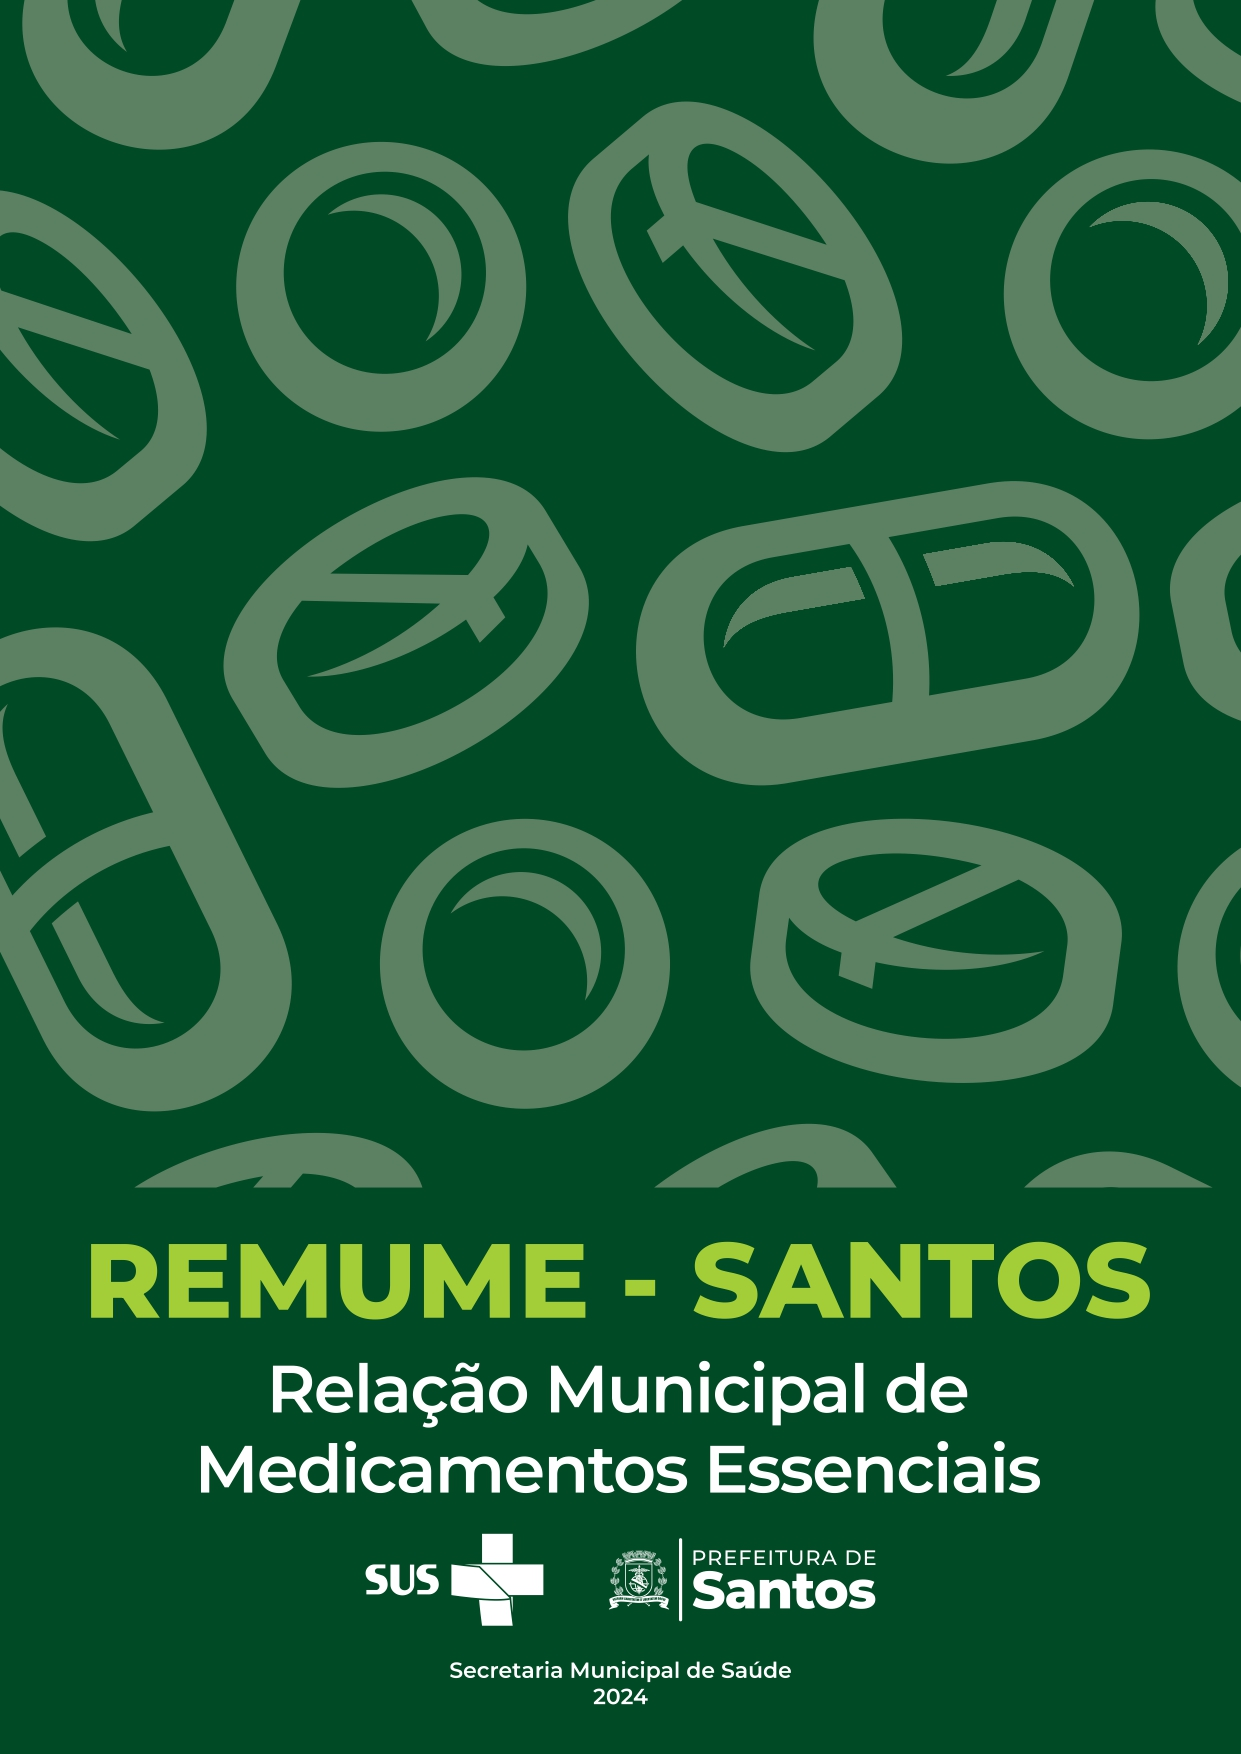 REMUME - SANTOS
Relação Municipal de
Medicamentos Essenciais
SUS
PREFEITURA DE
Santos
Secretaria Municipal de Saúde
2024